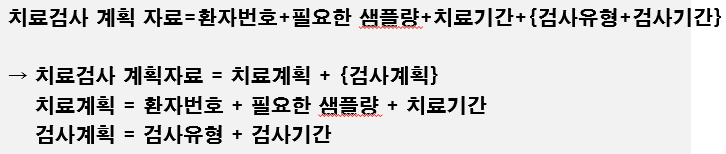 치료검사 계획 자료=환자번호+필요한 샘플량+치료기간+{검사유형+검사기간}
→ 치료검사 계획자료 = 치료계획 + {검사계획}
치료계획 = 환자번호 + 필요한 샘플량 + 치료기간
검사계획 = 검사유형 + 검사기간